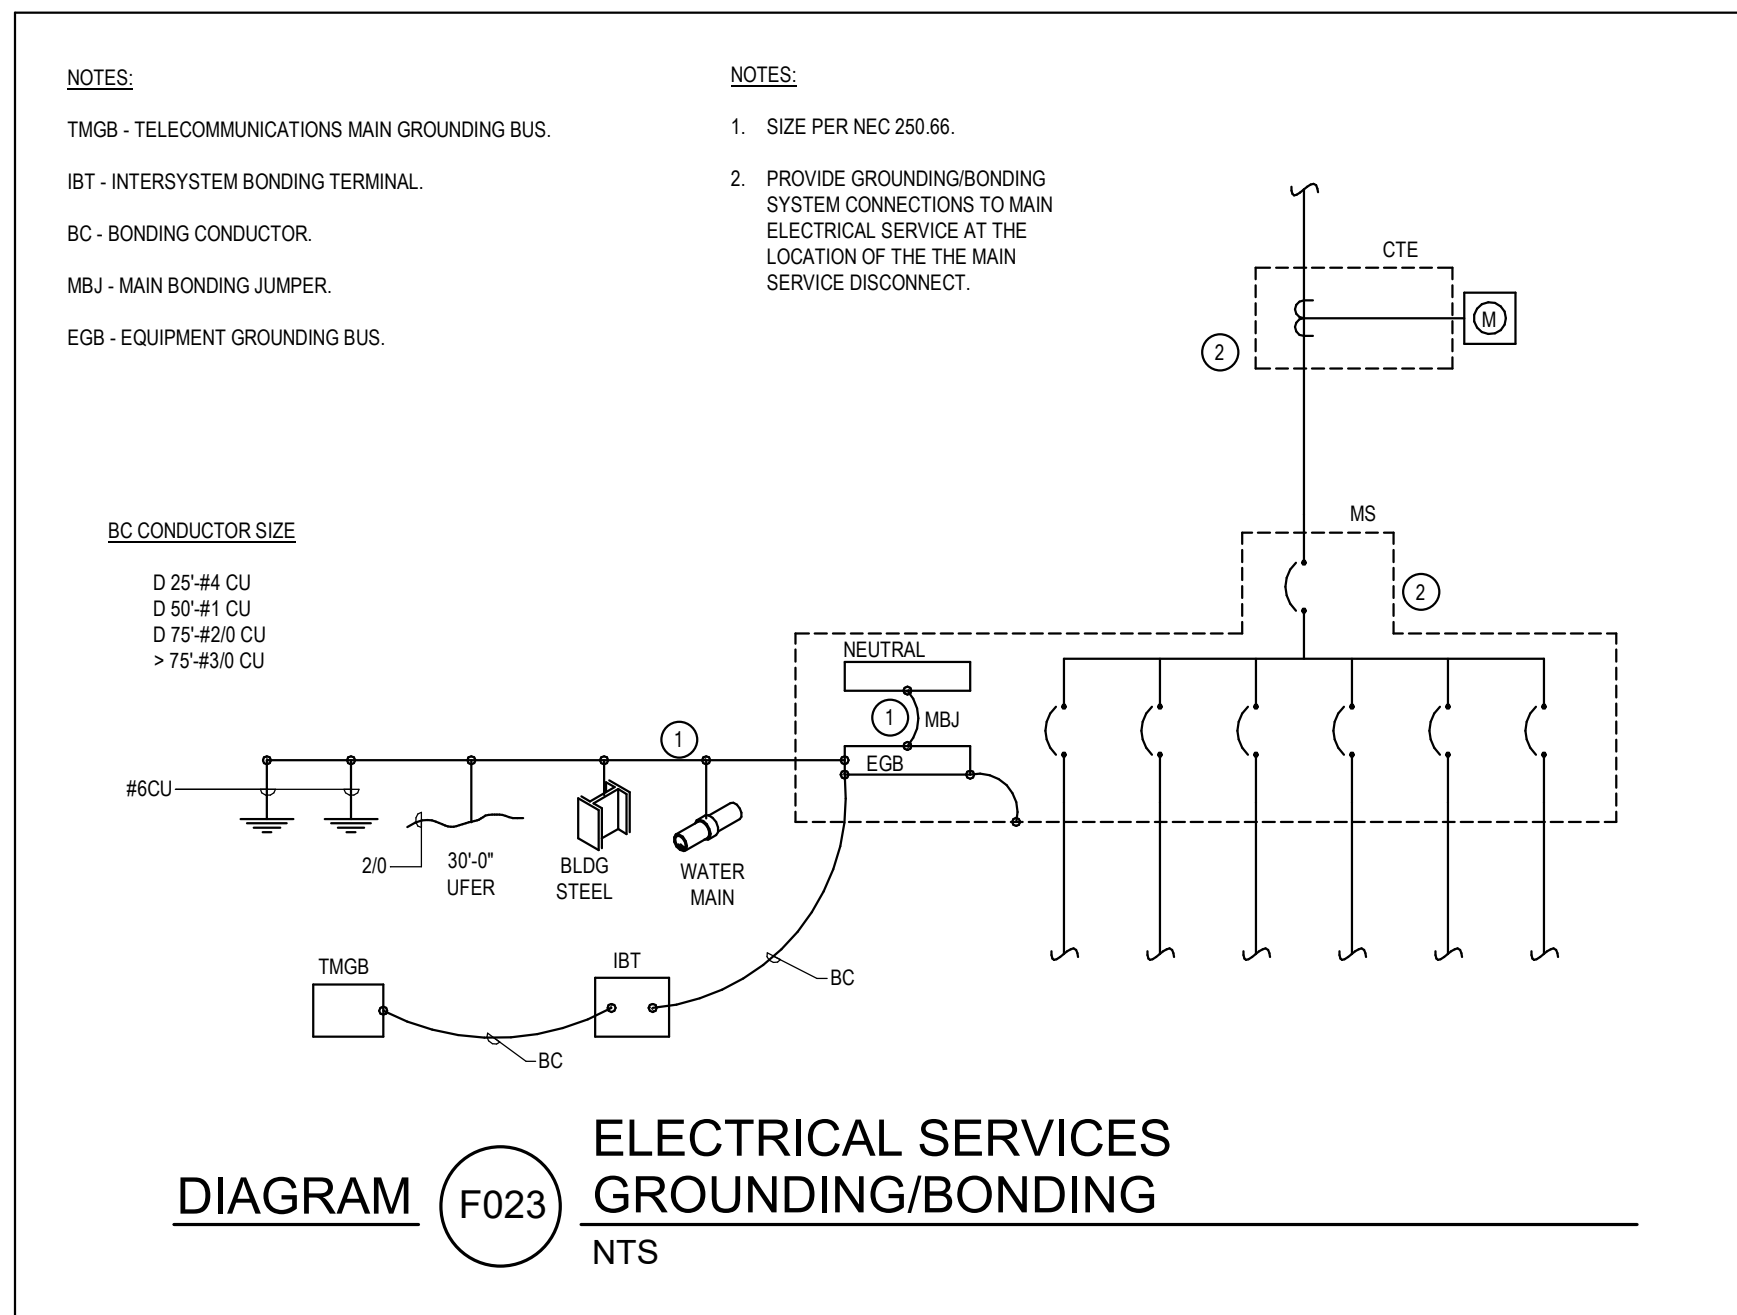 NOTES:
TMGB - TELECOMMUNICATIONS MAIN GROUNDING BUS.
IBT - INTERSYSTEM BONDING TERMINAL.
BC - BONDING CONDUCTOR.
MBJ - MAIN BONDING JUMPER.
EGB - EQUIPMENT GROUNDING BUS.
NOTES:
1. SIZE PER NEC 250.66.
2. PROVIDE GROUNDING/BONDING
SYSTEM CONNECTIONS TO MAIN
ELECTRICAL SERVICE AT THE
LOCATION OF THE THE MAIN
SERVICE DISCONNECT.
CTE
M
2
MS
2
BC CONDUCTOR SIZE
D 25'-#4 CU
D 50'-#1 CU
D 75'-#2/0 CU
> 75'-#3/0 CU
NEUTRAL
1
MBJ
1
EGB
#6CU
2/0
30'-0"
UFER
BLDG
STEEL
WATER
MAIN
TMGB
IBT
BC
BC
DIAGRAM
F023
ELECTRICAL SERVICES
GROUNDING/BONDING
NTS